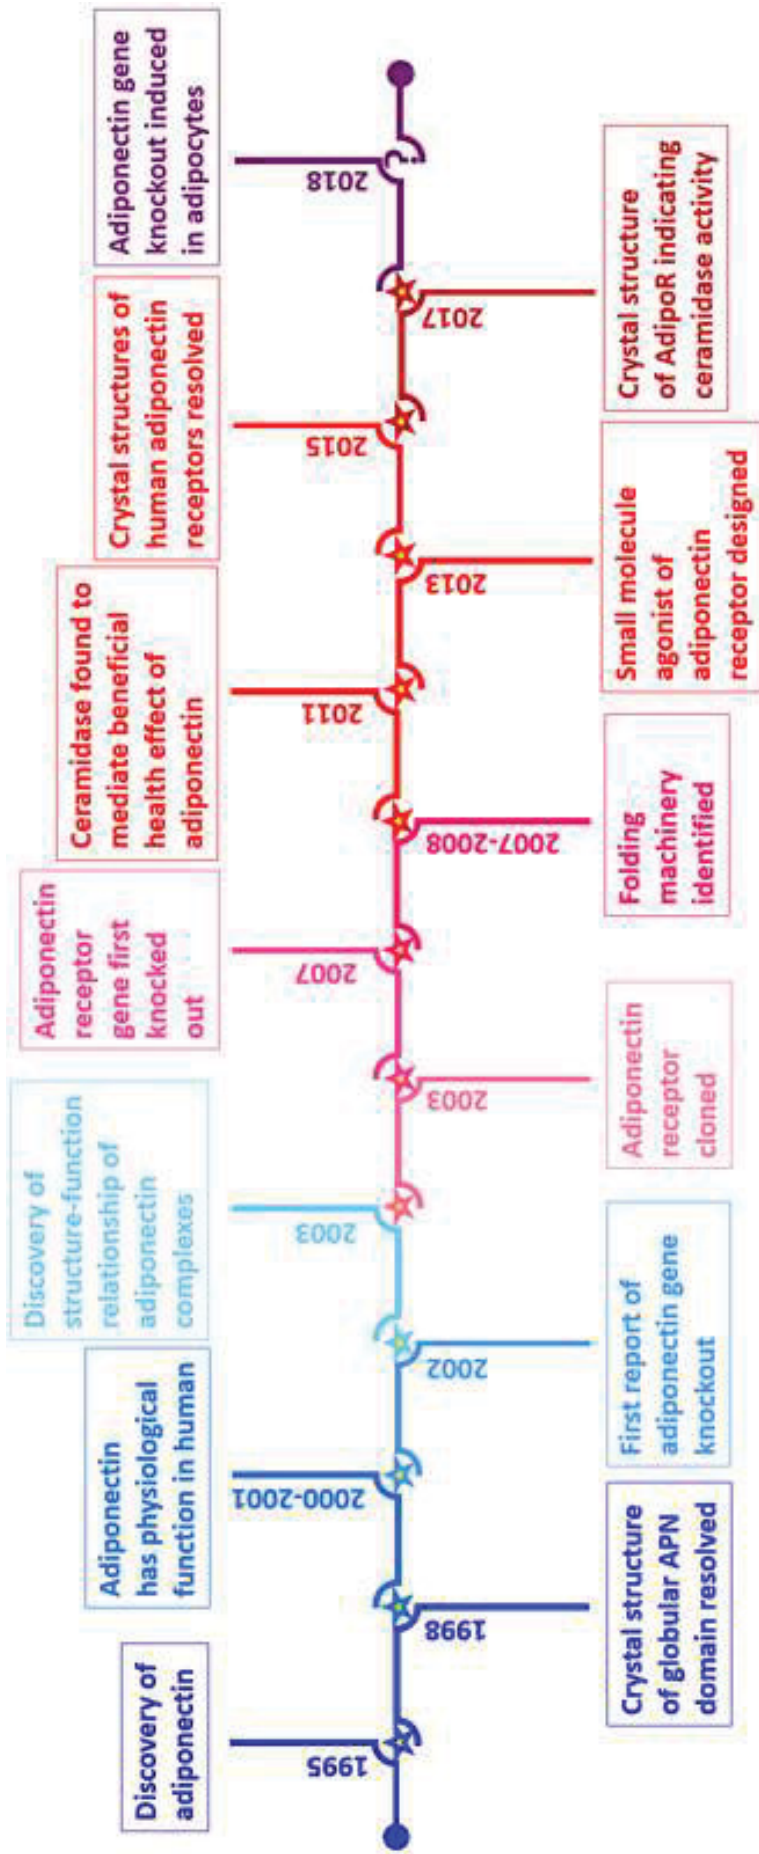 Discovery of
adiponectin
1995
1998
Crystal structure
of globular APN
domain resolved
Adiponectin
has physiological
function in human
2000-2001
2002
First report of
adiponectin gene
knockout
Discovery of
structure-function
relationship of
adiponectin
complexes
2003
2003
Adiponectin
receptor
cloned
Adiponectin
receptor
gene first
knocked
out
2007
2007-2008
Folding
machinery
identified
Ceramidase found to
mediate beneficial
health effect of
adiponectin
2011
2013
Small molecule
agonist of
adiponectin
receptor designed
Crystal structures of
human adiponectin
receptors resolved
2015
2017
Crystal structure
of AdipoR indicating
ceramidase activity
Adiponectin gene
knockout induced
in adipocytes
2018
?